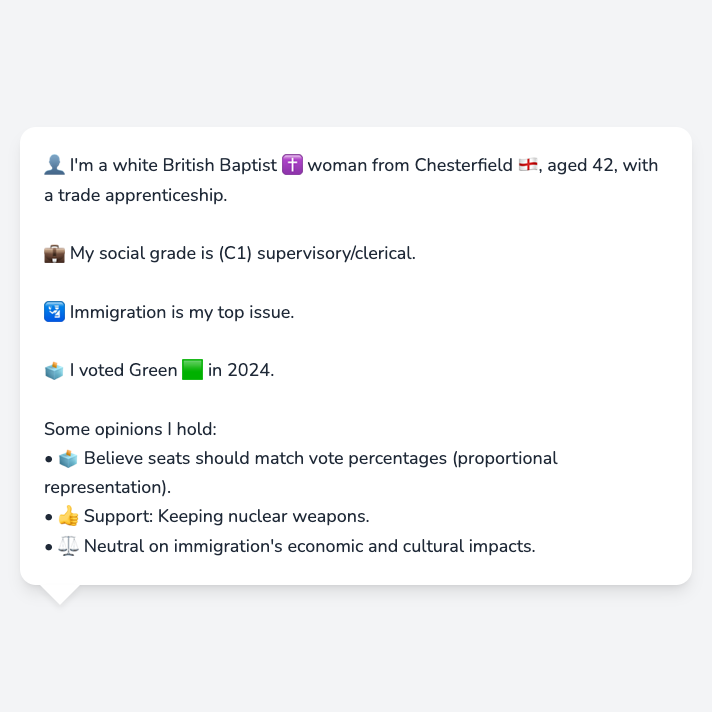 👤 I'm a white British Baptist ✝️ woman from Chesterfield 🏴󠁧󠁢󠁥󠁮󠁧󠁿, aged 42, with
a trade apprenticeship.
💼 My social grade is (C1) supervisory/clerical.
🛂 Immigration is my top issue.
🗳️ I voted Green 🟩 in 2024.
Some opinions I hold:
• 🗳️ Believe seats should match vote percentages (proportional
representation).
• 👍 Support: Keeping nuclear weapons.
• ⚖️ Neutral on immigration's economic and cultural impacts.